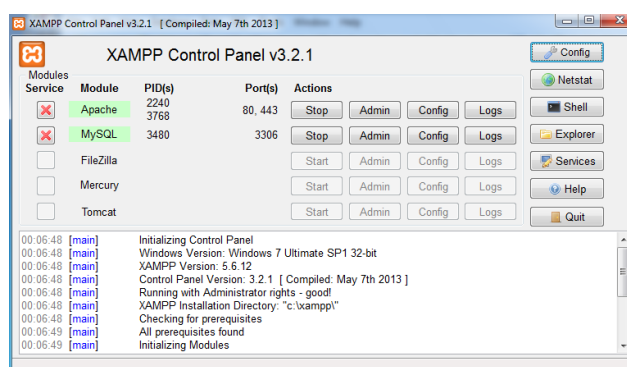 XAMPP Control Panel v3.2.1 [ Compiled: May 7th 2013 ]
XAMPP Control Panel v3.2.1
Config
Modules
Service Module PID(s) Port(s) Actions
Netstat
Apache 2240 3768 80, 443 Stop Admin Config Logs
Shell
MySQL 3480 3306 Stop Admin Config Logs
Explorer
FileZilla Start Admin Config Logs
Services
Mercury Start Admin Config Logs
Help
Tomcat Start Admin Config Logs
Quit
00:06:48 [main] Initializing Control Panel
00:06:48 [main] Windows Version: Windows 7 Ultimate SP1 32-bit
00:06:48 [main] XAMPP Version: 5.6.12
00:06:48 [main] Control Panel Version: 3.2.1 [ Compiled: May 7th 2013 ]
00:06:48 [main] Running with Administrator rights - good!
00:06:48 [main] XAMPP Installation Directory: "c:\xampp\"
00:06:48 [main] Checking for prerequisites
00:06:49 [main] All prerequisites found
00:06:49 [main] Initializing Modules